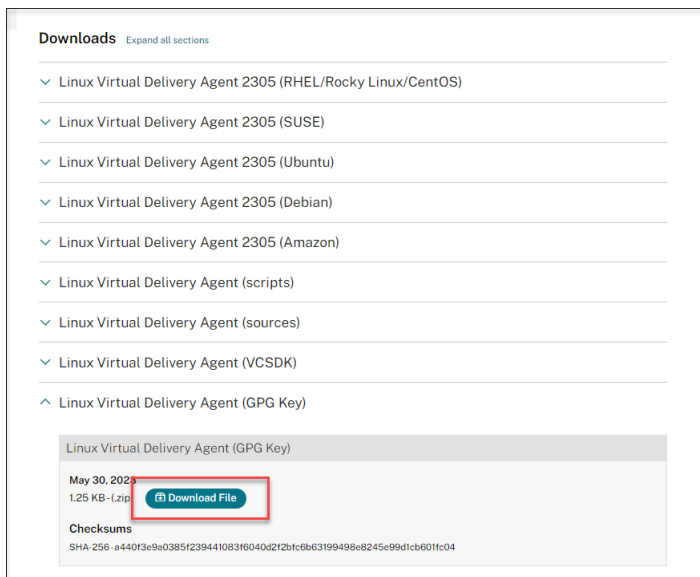 Downloads Expand all sections
Linux Virtual Delivery Agent 2305 (RHEL/Rocky Linux/CentOS)
Linux Virtual Delivery Agent 2305 (SUSE)
Linux Virtual Delivery Agent 2305 (Ubuntu)
Linux Virtual Delivery Agent 2305 (Debian)
Linux Virtual Delivery Agent 2305 (Amazon)
Linux Virtual Delivery Agent (scripts)
Linux Virtual Delivery Agent (sources)
Linux Virtual Delivery Agent (VCSDK)
Linux Virtual Delivery Agent (GPG Key)
Linux Virtual Delivery Agent (GPG Key)
May 30, 2023
1.25 KB - (.zip) Download File
Checksums
SHA-256 - a440f3e9a0385f239441083f6040d2f2bfc6b63199498e8245e99d1cb601fc04